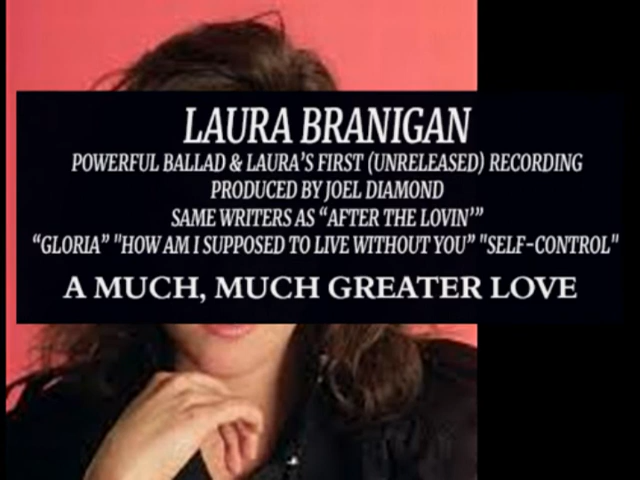 LAURA BRANIGAN
POWERFUL BALLAD & LAURA’S FIRST (UNRELEASED) RECORDING
PRODUCED BY JOEL DIAMOND
SAME WRITERS AS “AFTER THE LOVIN’”
“GLORIA” "HOW AM I SUPPOSED TO LIVE WITHOUT YOU” "SELF-CONTROL"
A MUCH, MUCH GREATER LOVE